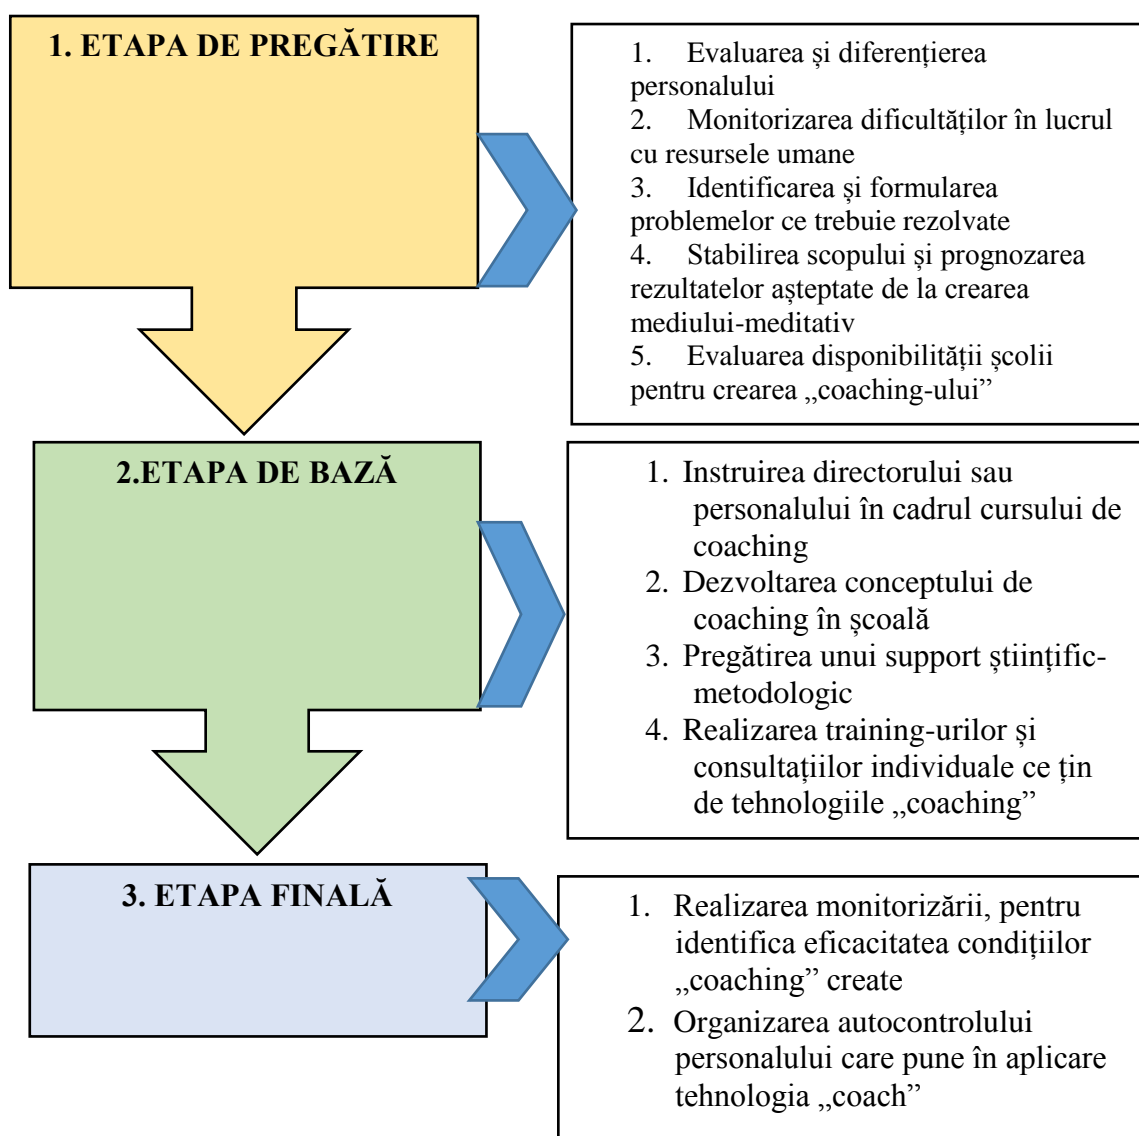 1. ETAPA DE PREGĂTIRE
1. Evaluarea și diferențierea
personalului
2. Monitorizarea dificultăților în lucrul
cu resursele umane
3. Identificarea și formularea
problemelor ce trebuie rezolvate
4. Stabilirea scopului și prognozarea
rezultatelor așteptate de la crearea
mediului-meditativ
5. Evaluarea disponibilității școlii
pentru crearea „coaching-ului”
2.ETAPA DE BAZĂ
1. Instruirea directorului sau
personalului în cadrul cursului de
coaching
2. Dezvoltarea conceptului de
coaching în școală
3. Pregătirea unui support științific-
metodologic
4. Realizarea training-urilor și
consultațiilor individuale ce țin
de tehnologiile „coaching”
3. ETAPA FINALĂ
1. Realizarea monitorizării, pentru
identifica eficacitatea condițiilor
„coaching” create
2. Organizarea autocontrolului
personalului care pune în aplicare
tehnologia „coach”